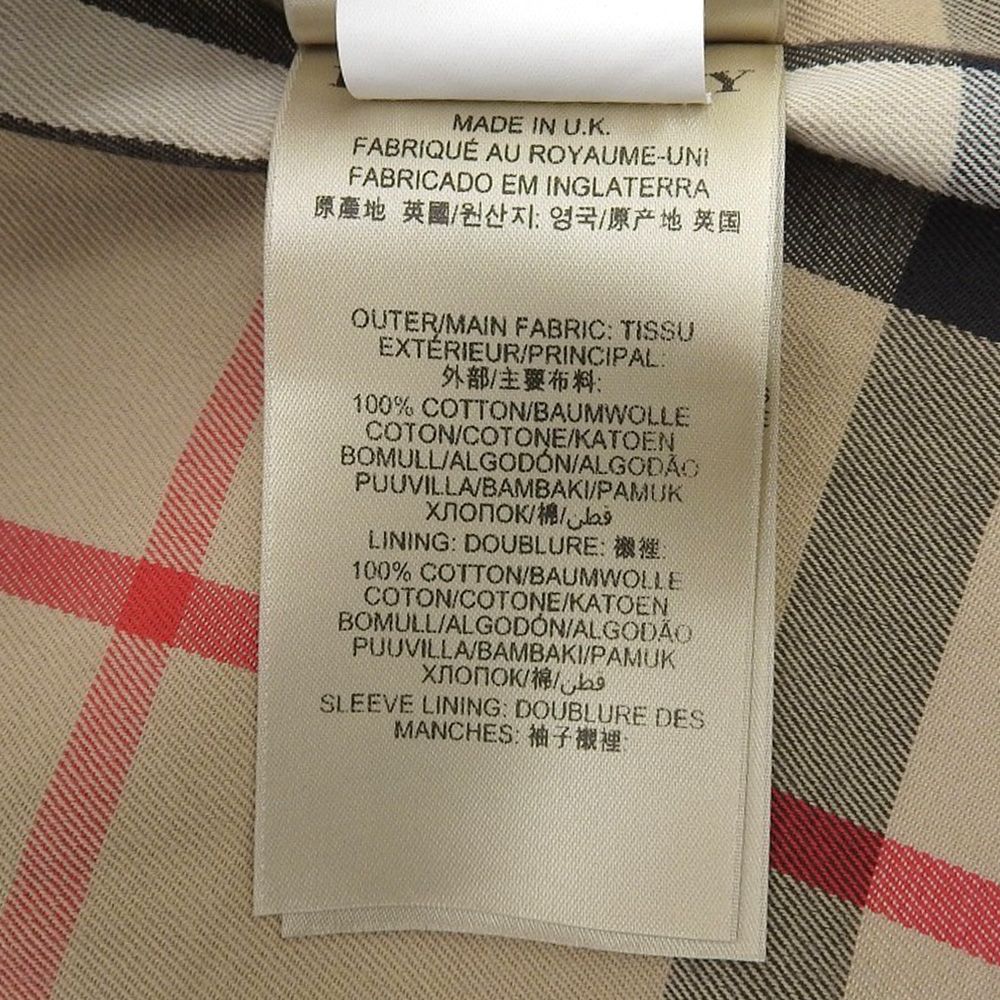 MADE IN U.K.
FABRIQUÉ AU ROYAUME-UNI
FABRICADO EM INGLATERRA
原產地 英國/원산지: 영국/原产地 英国
OUTER/MAIN FABRIC: TISSU
EXTÉRIEUR/PRINCIPAL:
外部/主要布料:
100% COTTON/BAUMWOLLE
COTON/COTONE/KATOEN
BOMULL/ALGODÓN/ALGODÃO
PUUVILLA/BAMBAKI/PAMUK
ХЛОПОК/棉/قطن
LINING: DOUBLURE: 襯裡:
100% COTTON/BAUMWOLLE
COTON/COTONE/KATOEN
BOMULL/ALGODÓN/ALGODÃO
PUUVILLA/BAMBAKI/PAMUK
ХЛОПОК/棉/قطن
SLEEVE LINING: DOUBLURE DES
MANCHES: 袖子襯裡: